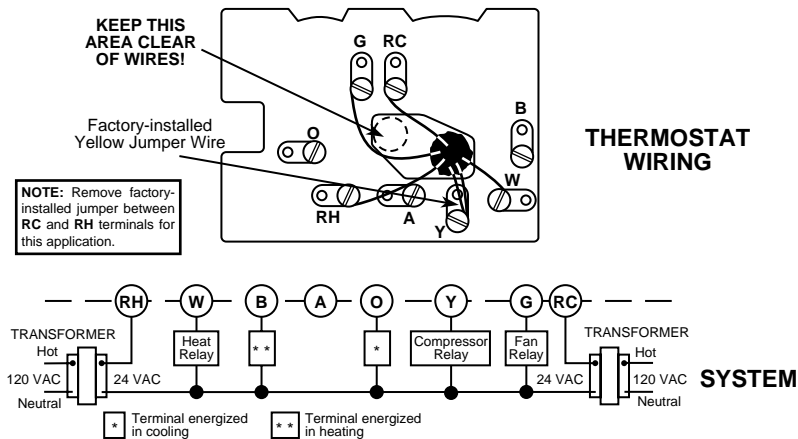 KEEP THIS
AREA CLEAR
OF WIRES!
G RC
B
Factory-installed
Yellow Jumper Wire
O
THERMOSTAT
WIRING
W
NOTE: Remove factory-
installed jumper between
RC and RH terminals for
this application.
RH
A
Y
RH W B A O Y G RC
TRANSFORMER
Hot
120 VAC
Neutral
24 VAC
Heat
Relay
* *
*
Compressor
Relay
Fan
Relay
24 VAC
TRANSFORMER
Hot
120 VAC
Neutral
SYSTEM
* Terminal energized
in cooling
* * Terminal energized
in heating